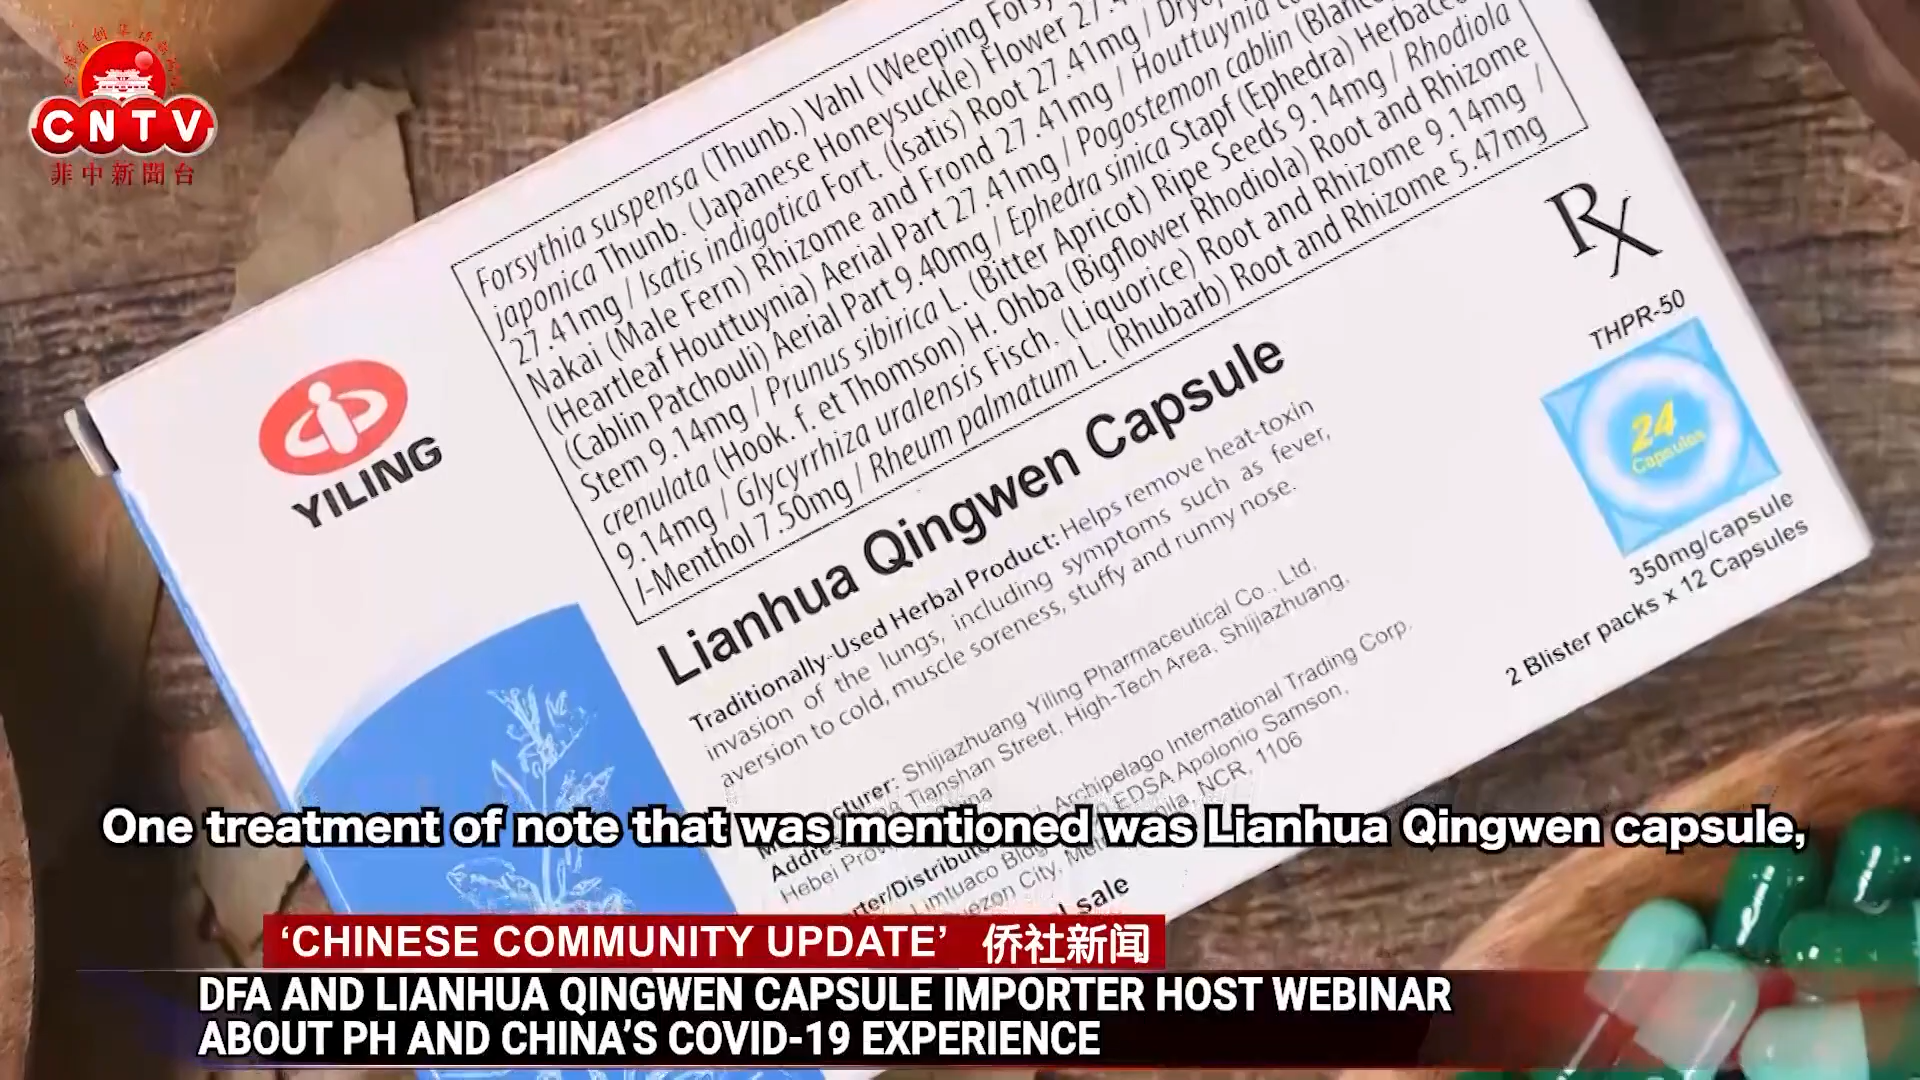 CNTV
菲中新聞台
Forsythia suspensa (Thunb.) Vahl (Weeping
japonica Thunb. (Japanese Honeysuckle) Flower
27.41mg / Isatis indigotica Fort. (Isatis) Root 27.41mg /
Nakai (Male Fern) Rhizome and Frond 27.41mg / Houttuynia
(Heartleaf Houttuynia) Aerial Part 27.41mg / Pogostemon cablin (Blanco
(Cablin Patchouli) Aerial Part 9.40mg / Ephedra sinica Stapf (Ephedra)
Stem 9.14mg / Prunus sibirica L. (Bitter Apricot) Ripe Seeds 9.14mg / Rhodiola
crenulata (Hook. f. et Thomson) H. Ohba (Bigflower Rhodiola) Root and Rhizome
9.14mg / Glycyrrhiza uralensis Fisch. (Liquorice) Root and Rhizome 9.14mg /
l-Menthol 7.50mg / Rheum palmatum L. (Rhubarb) Root and Rhizome 5.47mg
Rx
YILING
THPR-50
24
Capsules
350mg/capsule
2 Blister packs x 12 Capsules
Lianhua Qingwen Capsule
Traditionally-Used Herbal Product: Helps remove heat-toxin
invasion of the lungs, including symptoms such as fever,
aversion to cold, muscle soreness, stuffy and runny nose.
Shijiazhuang Yiling Pharmaceutical Co., Ltd.
Tianshan Street, High-Tech Area, Shijiazhuang,
Hebei
Archipelago International Trading Corp.
Limtuaco EDSA Apolonio Samson,
NCR, 1106
sale
One treatment of note that was mentioned was Lianhua Qingwen capsule,
‘CHINESE COMMUNITY UPDATE’ 侨社新闻
DFA AND LIANHUA QINGWEN CAPSULE IMPORTER HOST WEBINAR
ABOUT PH AND CHINA’S COVID-19 EXPERIENCE